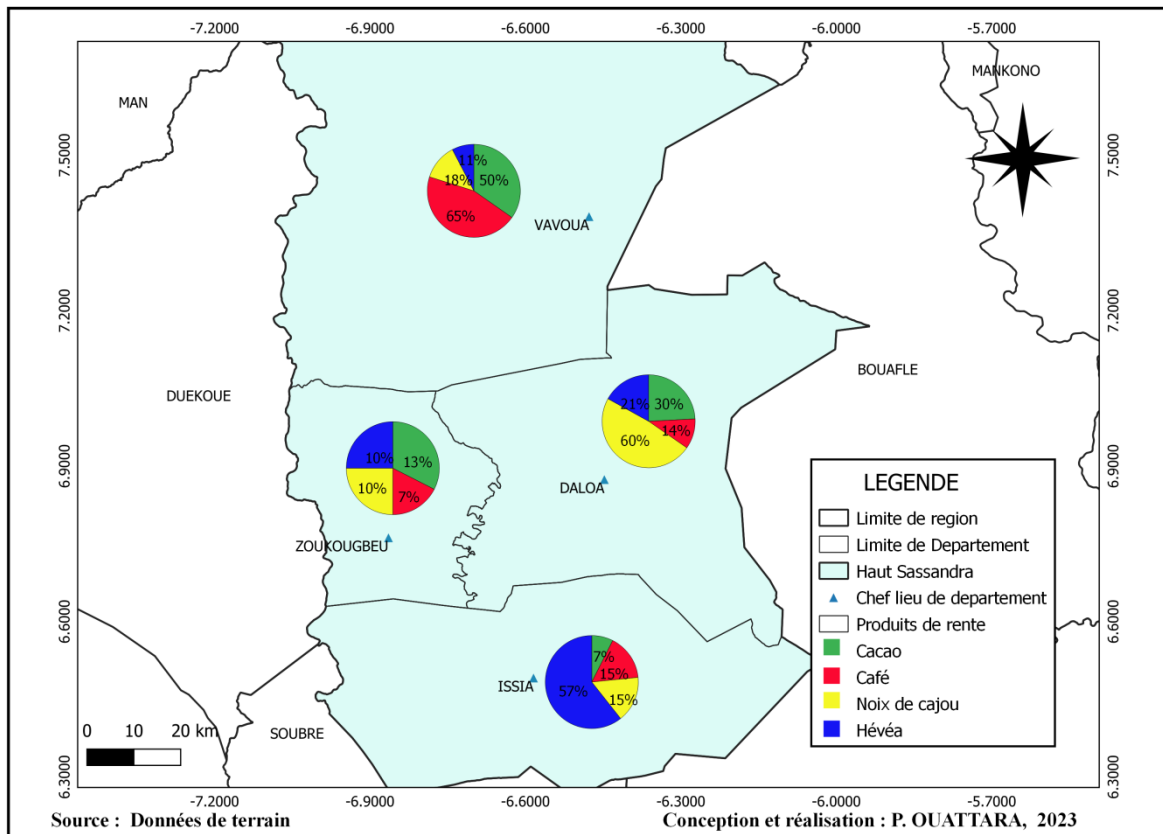 -7.2000 -6.9000 -6.6000 -6.3000 -6.0000 -5.7000
MAN
MANKONO
7.5000
7.5000
11%
50%
18%
65%
VAVOUA
7.2000
7.2000
DUEKOUE
BOUAFLE
21%
30%
14%
60%
10%
13%
10%
7%
6.9000
6.9000
DALOA
ZOUKOUGBEU
LEGENDE
Limite de region
Limite de Departement
Haut Sassandra
Chef lieu de departement
Produits de rente
Cacao
Café
Noix de cajou
Hévéa
6.6000
6.6000
7%
15%
57%
15%
ISSIA
SOUBRE
0 10 20 km
6.3000
6.3000
-7.2000 -6.9000 -6.6000 -6.3000 -6.0000 -5.7000
Source : Données de terrain
Conception et réalisation : P. OUATTARA, 2023